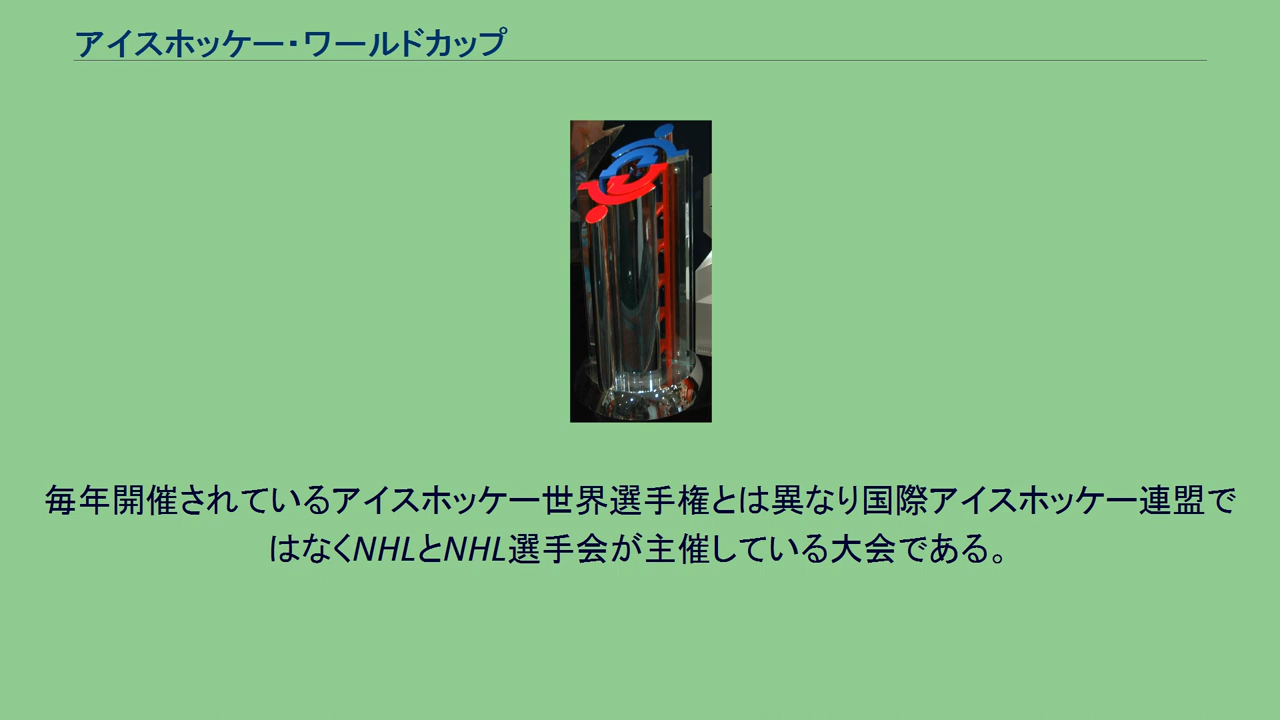 アイスホッケー・ワールドカップ
毎年開催されているアイスホッケー世界選手権とは異なり国際アイスホッケー連盟で
はなくNHLとNHL選手会が主催している大会である。